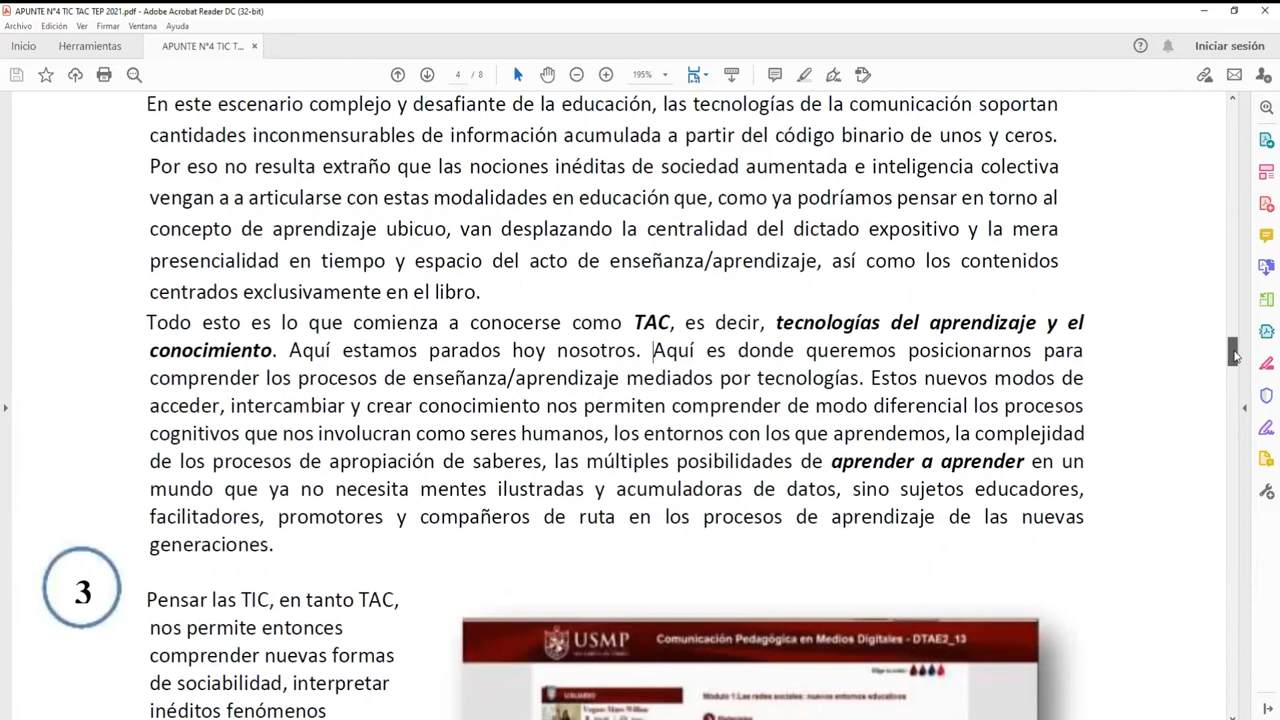 APUNTE N°4 TIC TAC TEP 2021.pdf - Adobe Acrobat Reader DC (32-bit)
Archivo Edición Ver Firmar Ventana Ayuda
Inicio Herramientas APUNTE N°4 TIC T... × Iniciar sesión
4 / 8 195%
En este escenario complejo y desafiante de la educación, las tecnologías de la comunicación soportan
cantidades inconmensurables de información acumulada a partir del código binario de unos y ceros.
Por eso no resulta extraño que las nociones inéditas de sociedad aumentada e inteligencia colectiva
vengan a a articularse con estas modalidades en educación que, como ya podríamos pensar en torno al
concepto de aprendizaje ubicuo, van desplazando la centralidad del dictado expositivo y la mera
presencialidad en tiempo y espacio del acto de enseñanza/aprendizaje, así como los contenidos
centrados exclusivamente en el libro.
Todo esto es lo que comienza a conocerse como TAC, es decir, tecnologías del aprendizaje y el
conocimiento. Aquí estamos parados hoy nosotros. Aquí es donde queremos posicionarnos para
comprender los procesos de enseñanza/aprendizaje mediados por tecnologías. Estos nuevos modos de
acceder, intercambiar y crear conocimiento nos permiten comprender de modo diferencial los procesos
cognitivos que nos involucran como seres humanos, los entornos con los que aprendemos, la complejidad
de los procesos de apropiación de saberes, las múltiples posibilidades de aprender a aprender en un
mundo que ya no necesita mentes ilustradas y acumuladoras de datos, sino sujetos educadores,
facilitadores, promotores y compañeros de ruta en los procesos de aprendizaje de las nuevas
generaciones.
3
Pensar las TIC, en tanto TAC,
nos permite entonces
comprender nuevas formas
de sociabilidad, interpretar
inéditos fenómenos
USMP Comunicación Pedagógica en Medios Digitales - DTAE2_13
USUARIO
Módulo 1.Las redes sociales: nuevos entornos educativos